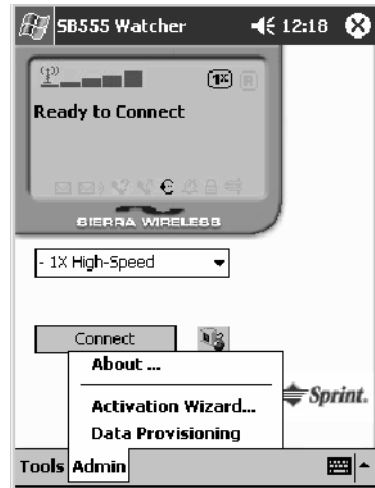 SB555 Watcher 12:18
1X R
Ready to Connect
SIERRA WIRELESS
- 1X High-Speed
Connect
About ...
Activation Wizard...
Sprint.
Data Provisioning
Tools Admin